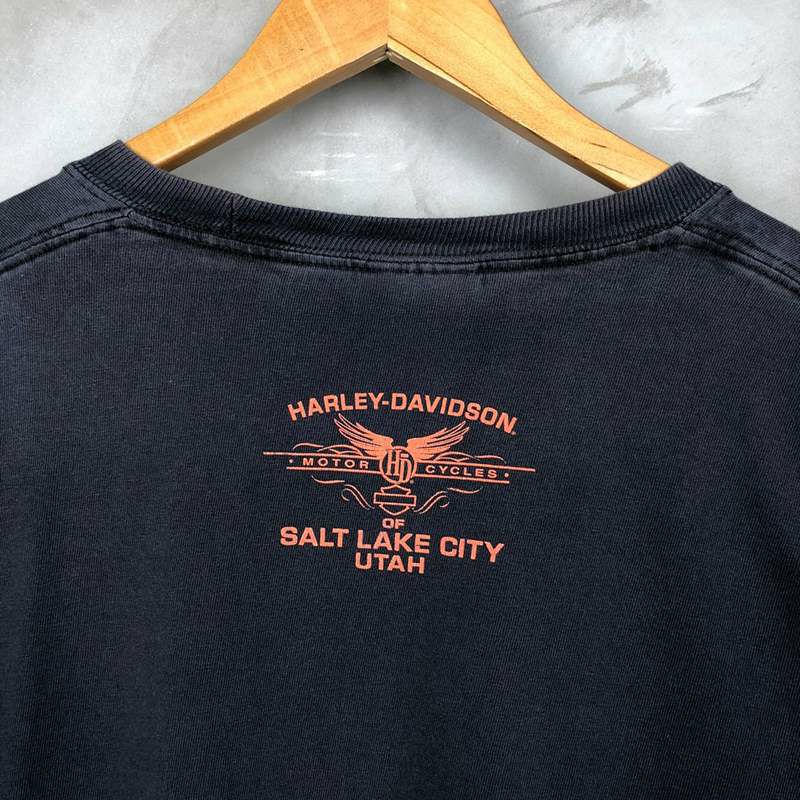 HARLEY-DAVIDSON
• MOTOR HD CYCLES •
OF
SALT LAKE CITY
UTAH